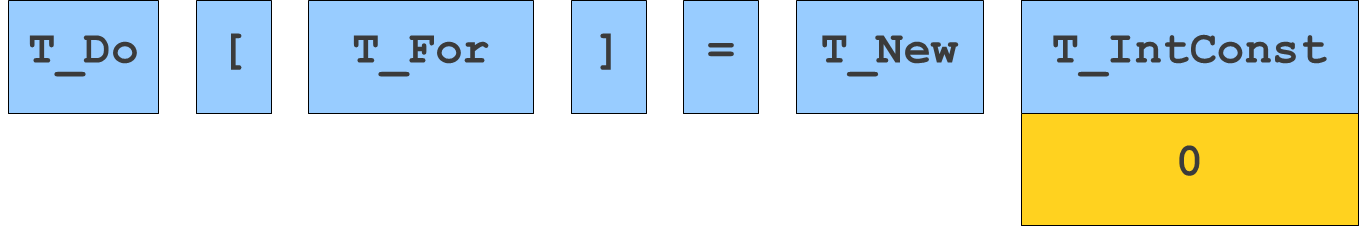 T_Do [ T_For ] = T_New T_IntConst
0